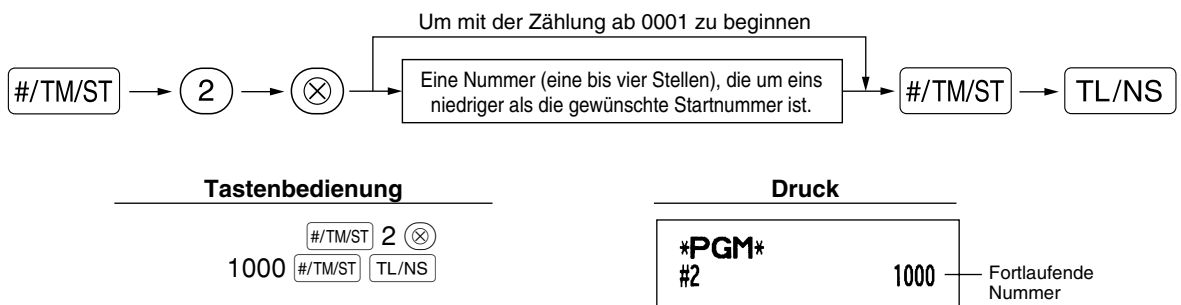 Um mit der Zählung ab 0001 zu beginnen
#/TM/ST 2 ⊗ Eine Nummer (eine bis vier Stellen), die um eins
niedriger als die gewünschte Startnummer ist. #/TM/ST TL/NS
Tastenbedienung
#/TM/ST 2 ⊗
1000 #/TM/ST TL/NS
Druck
*PGM*
#2 1000
Fortlaufende
Nummer